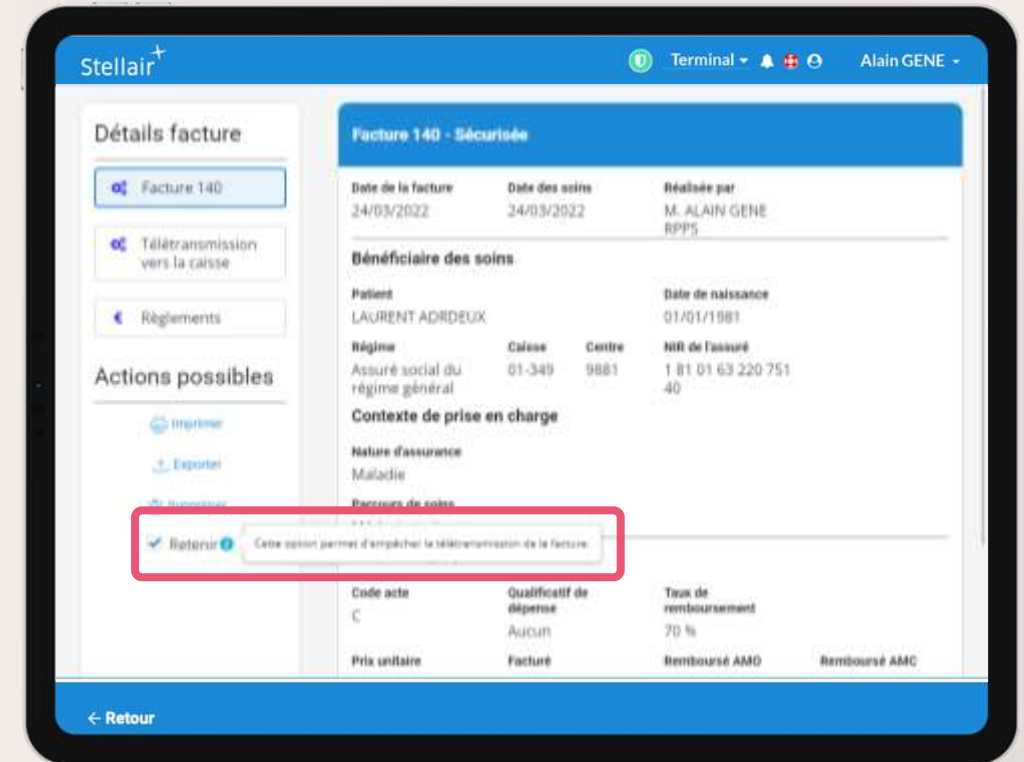 Stellair+
Terminal
Alain GENE
Détails facture
Facture 140
Télétransmission
vers la caisse
Règlements
Actions possibles
Imprimer
Exporter
Supprimer
Retenir
Cette option permet d'empêcher la télétransmission de la facture.
Facture 140 - Sécurisée
Date de la facture Date des soins Réalisée par
24/03/2022 24/03/2022 M. ALAIN GENE
RPPS
Bénéficiaire des soins
Patient Date de naissance
LAURENT ADRDEUX 01/01/1981
Régime Caisse Centre NIR de l'assuré
Assuré social du 01-349 9881 1 81 01 63 220 751
régime général 40
Contexte de prise en charge
Nature d'assurance
Maladie
Parcours de soins
Code acte Qualificatif de Taux de
dépense remboursement
C
Aucun 70 %
Prix unitaire Facturé Remboursé AMO Remboursé AMC
← Retour